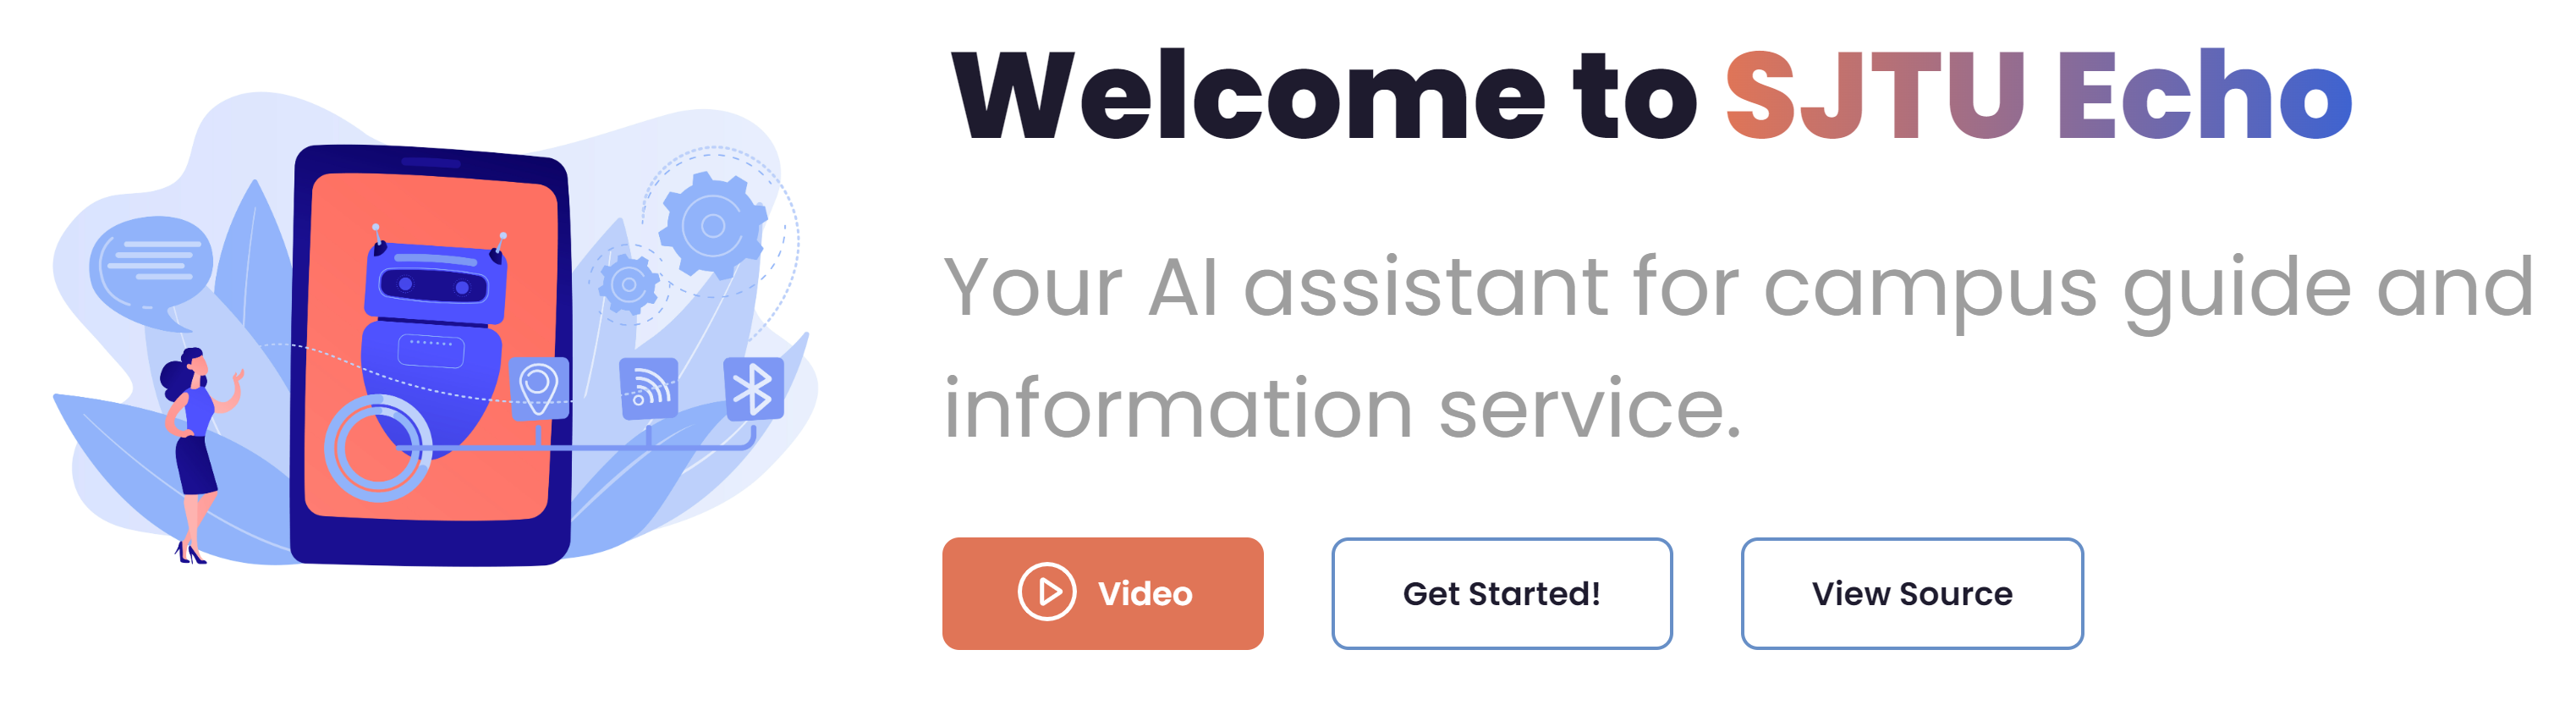 Welcome to SJTU Echo
Your AI assistant for campus guide and
information service.
Video
Get Started!
View Source